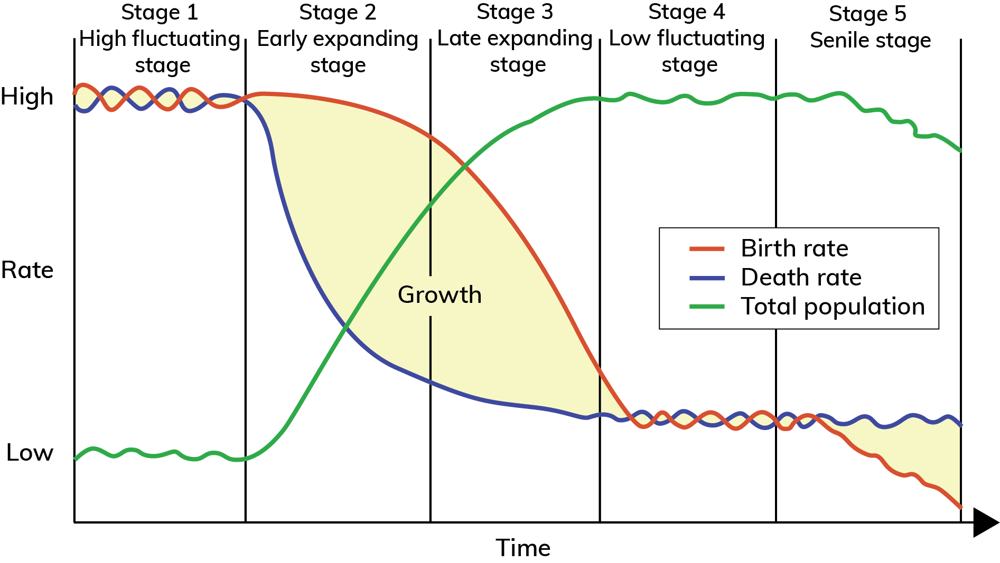 Stage 1
High fluctuating
stage
Stage 2
Early expanding
stage
Stage 3
Late expanding
stage
Stage 4
Low fluctuating
stage
Stage 5
Senile stage
High
Rate
Low
Growth
Birth rate
Death rate
Total population
Time